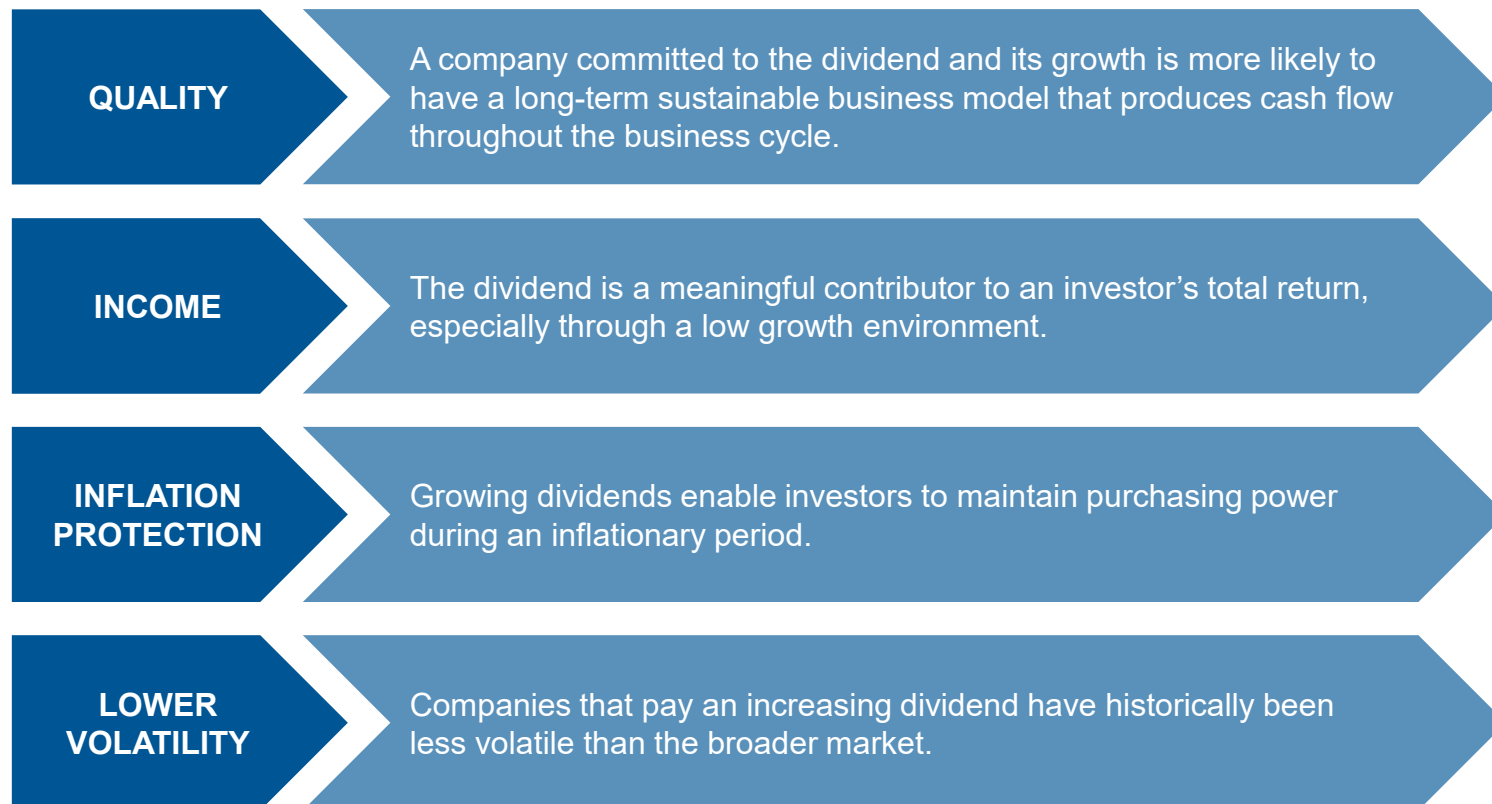 QUALITY
A company committed to the dividend and its growth is more likely to
have a long-term sustainable business model that produces cash flow
throughout the business cycle.
INCOME
The dividend is a meaningful contributor to an investor’s total return,
especially through a low growth environment.
INFLATION
PROTECTION
Growing dividends enable investors to maintain purchasing power
during an inflationary period.
LOWER
VOLATILITY
Companies that pay an increasing dividend have historically been
less volatile than the broader market.